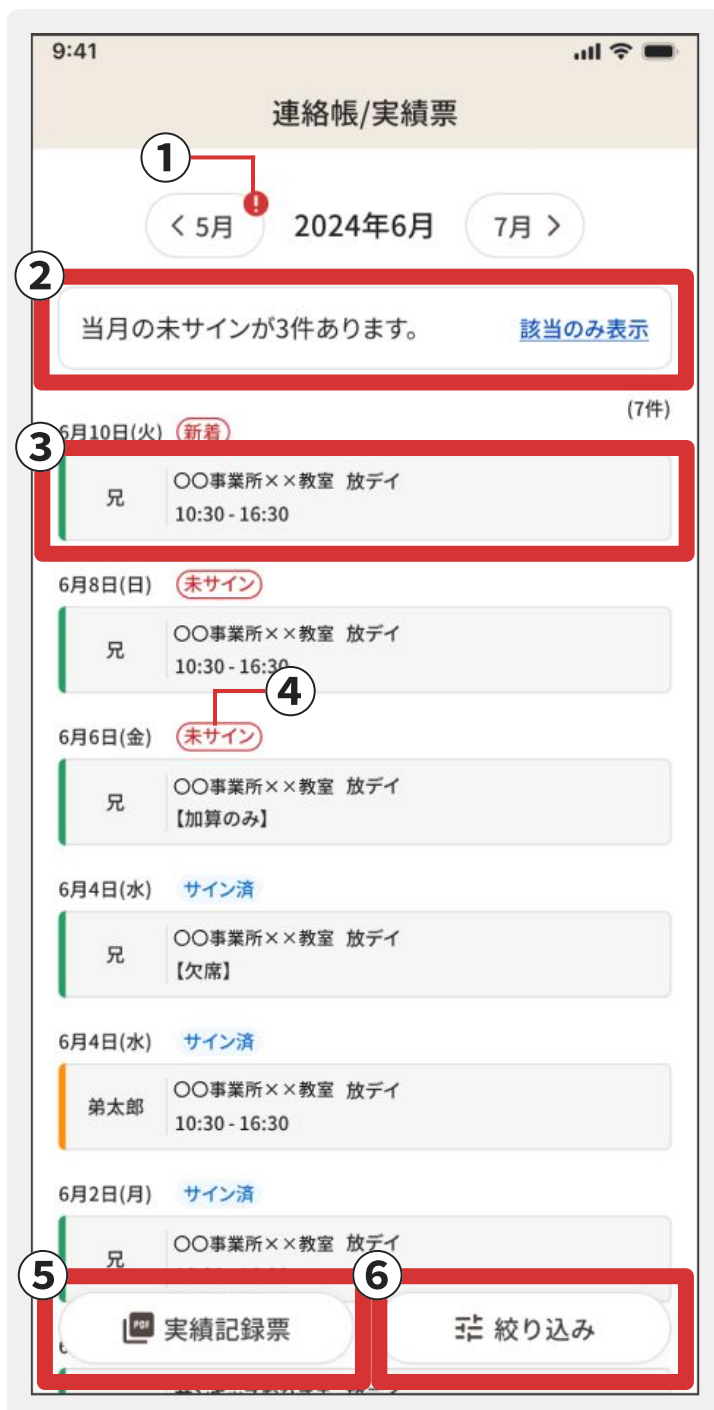 9:41
連絡帳/実績票
1
< 5月
!
2024年6月
7月 >
2
当月の未サインが3件あります。 該当のみ表示
(7件)
6月10日(火) 新着
3
兄
〇〇事業所××教室 放デイ
10:30 - 16:30
6月8日(日) 未サイン
兄
〇〇事業所××教室 放デイ
10:30 - 16:30
4
6月6日(金) 未サイン
兄
〇〇事業所××教室 放デイ
【加算のみ】
6月4日(水) サイン済
兄
〇〇事業所××教室 放デイ
【欠席】
6月4日(水) サイン済
弟太郎
〇〇事業所××教室 放デイ
10:30 - 16:30
6月2日(月) サイン済
兄
〇〇事業所××教室 放デイ
5
6
PDF 実績記録票
絞り込み